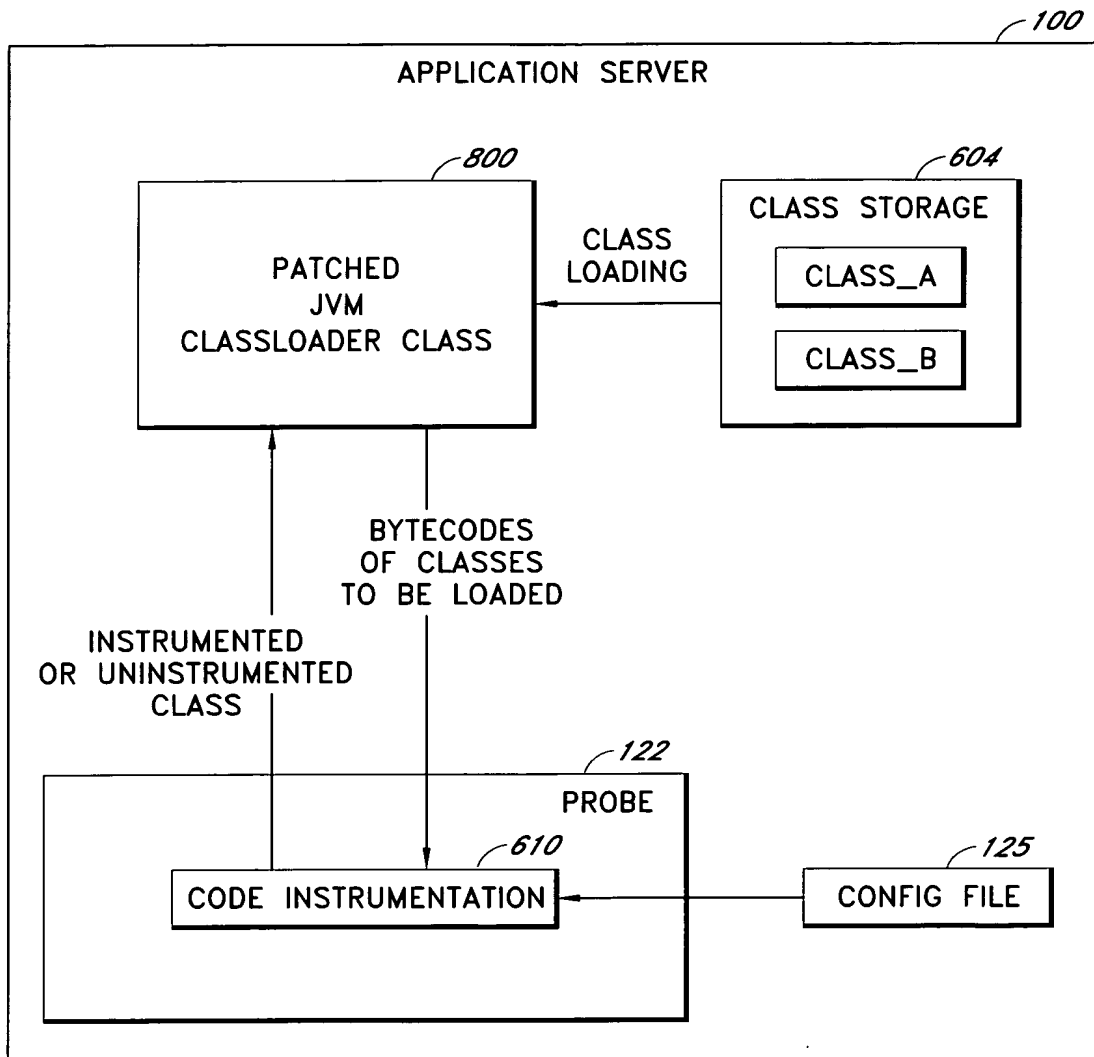 100
APPLICATION SERVER
800
PATCHED
JVM
CLASSLOADER CLASS
CLASS
LOADING
604
CLASS STORAGE
CLASS_A
CLASS_B
BYTECODES
OF CLASSES
TO BE LOADED
INSTRUMENTED
OR UNINSTRUMENTED
CLASS
122
PROBE
610
CODE INSTRUMENTATION
125
CONFIG FILE